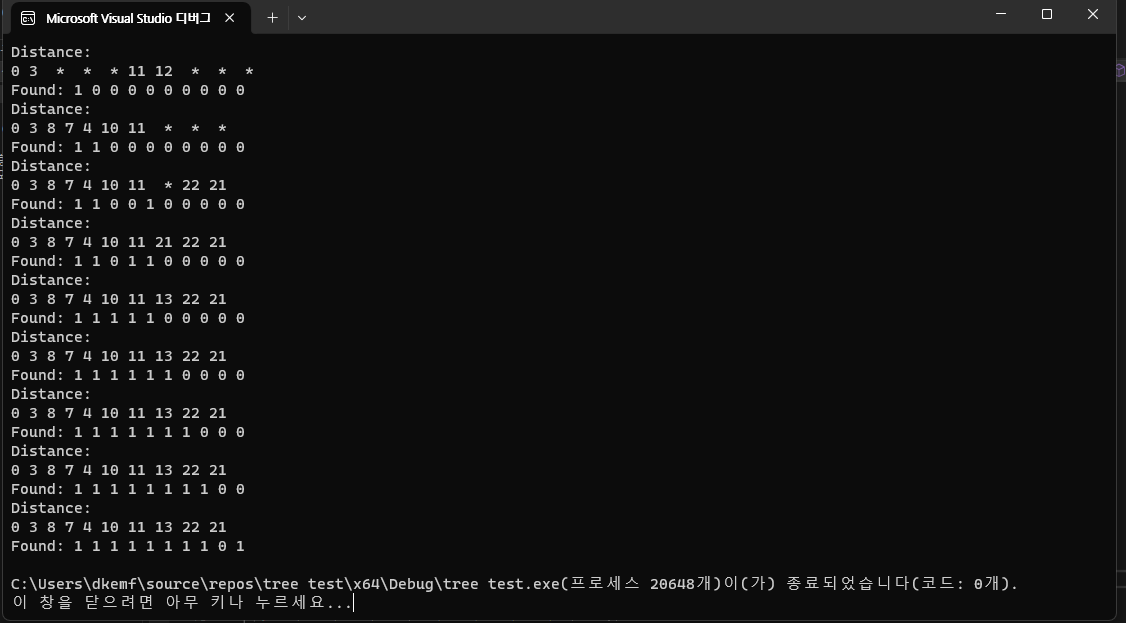 Microsoft Visual Studio 디버그
Distance:
0 3  *  *  * 11 12  *  *  *
Found: 1 0 0 0 0 0 0 0 0 0
Distance:
0 3 8 7 4 10 11  *  *  *
Found: 1 1 0 0 0 0 0 0 0 0
Distance:
0 3 8 7 4 10 11  * 22 21
Found: 1 1 0 0 1 0 0 0 0 0
Distance:
0 3 8 7 4 10 11 21 22 21
Found: 1 1 0 1 1 0 0 0 0 0
Distance:
0 3 8 7 4 10 11 13 22 21
Found: 1 1 1 1 1 0 0 0 0 0
Distance:
0 3 8 7 4 10 11 13 22 21
Found: 1 1 1 1 1 1 0 0 0 0
Distance:
0 3 8 7 4 10 11 13 22 21
Found: 1 1 1 1 1 1 1 0 0 0
Distance:
0 3 8 7 4 10 11 13 22 21
Found: 1 1 1 1 1 1 1 1 0 0
Distance:
0 3 8 7 4 10 11 13 22 21
Found: 1 1 1 1 1 1 1 1 0 1
C:\Users\dkemf\source\repos\tree test\x64\Debug\tree test.exe(프로세스 20648개)이(가) 종료되었습니다(코드: 0개).
이 창을 닫으려면 아무 키나 누르세요...